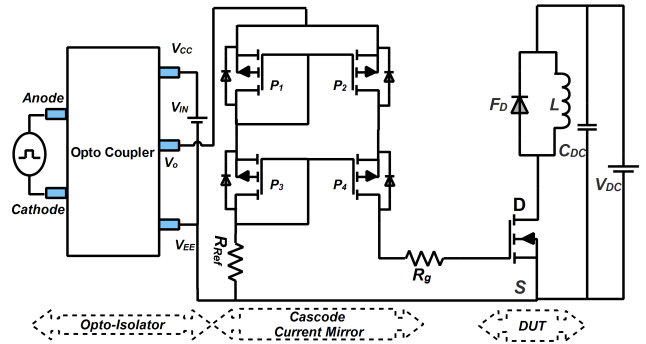 Anode
Cathode
Opto Coupler
V_CC
V_IN
V_o
V_EE
P_1
P_2
P_3
P_4
R_Ref
R_g
F_D
L
C_DC
V_DC
D
S
Opto-Isolator
Cascode
Current Mirror
DUT